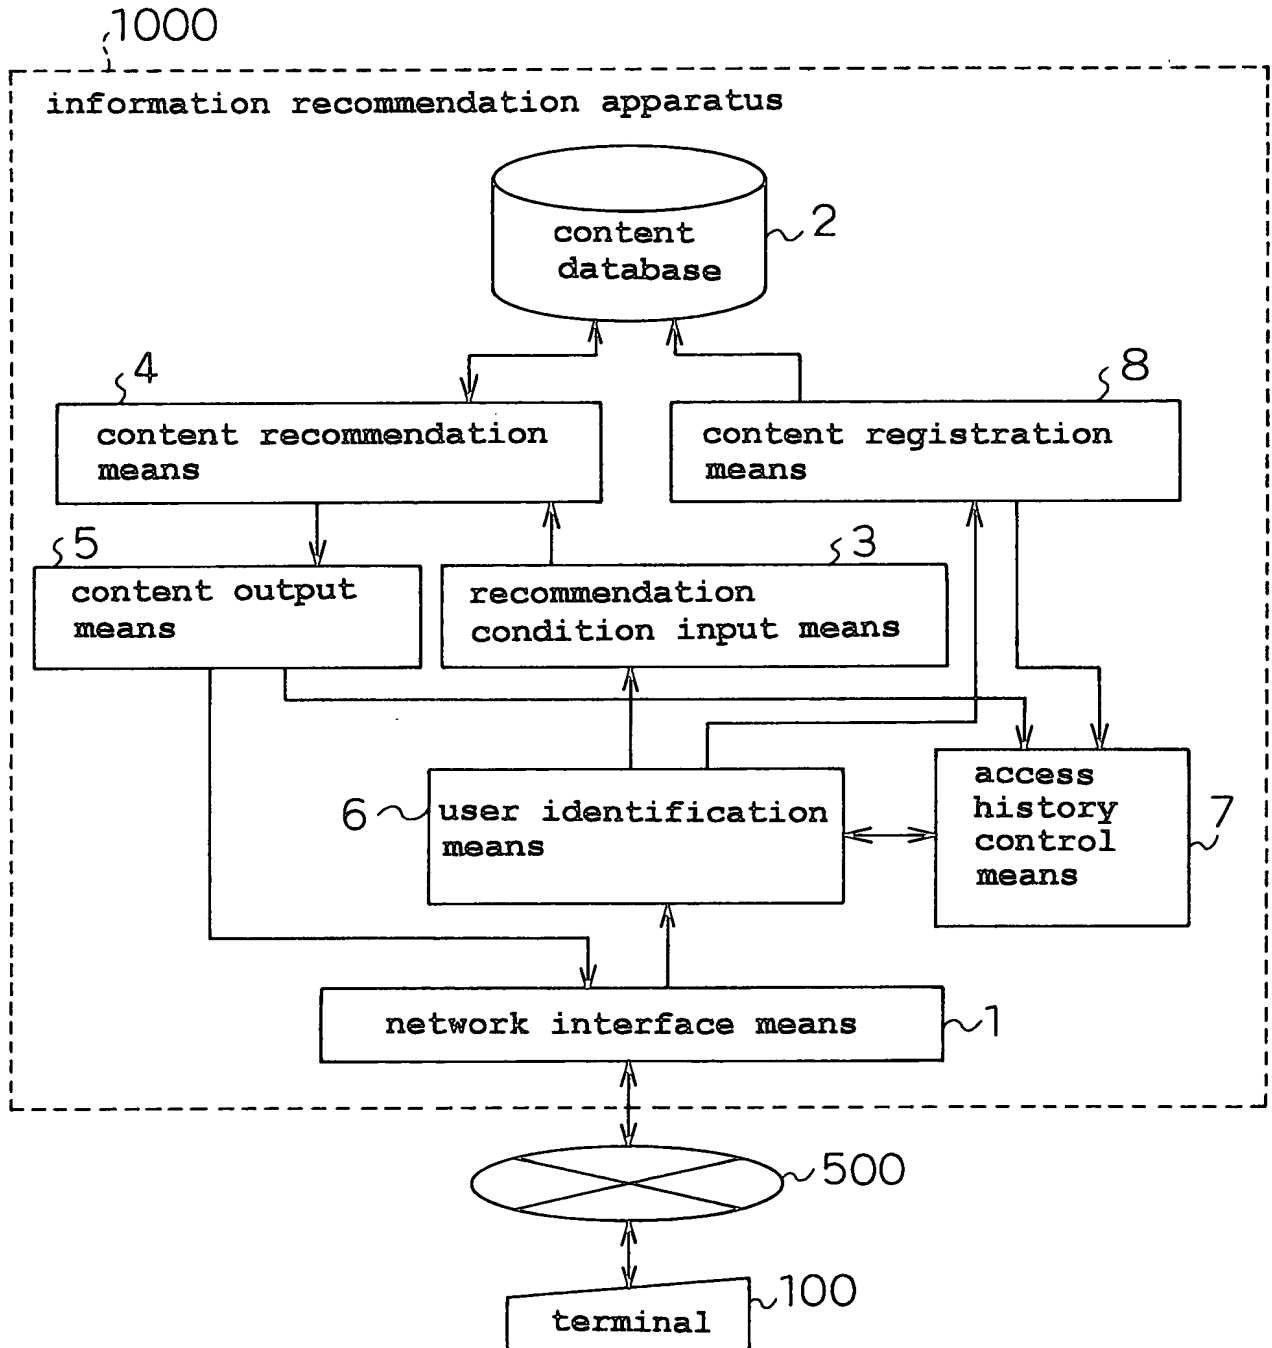 1000
information recommendation apparatus
content
database
2
4
content recommendation
means
8
content registration
means
5
content output
means
3
recommendation
condition input means
6
user identification
means
access
history
control
means
7
network interface means
1
500
terminal
100